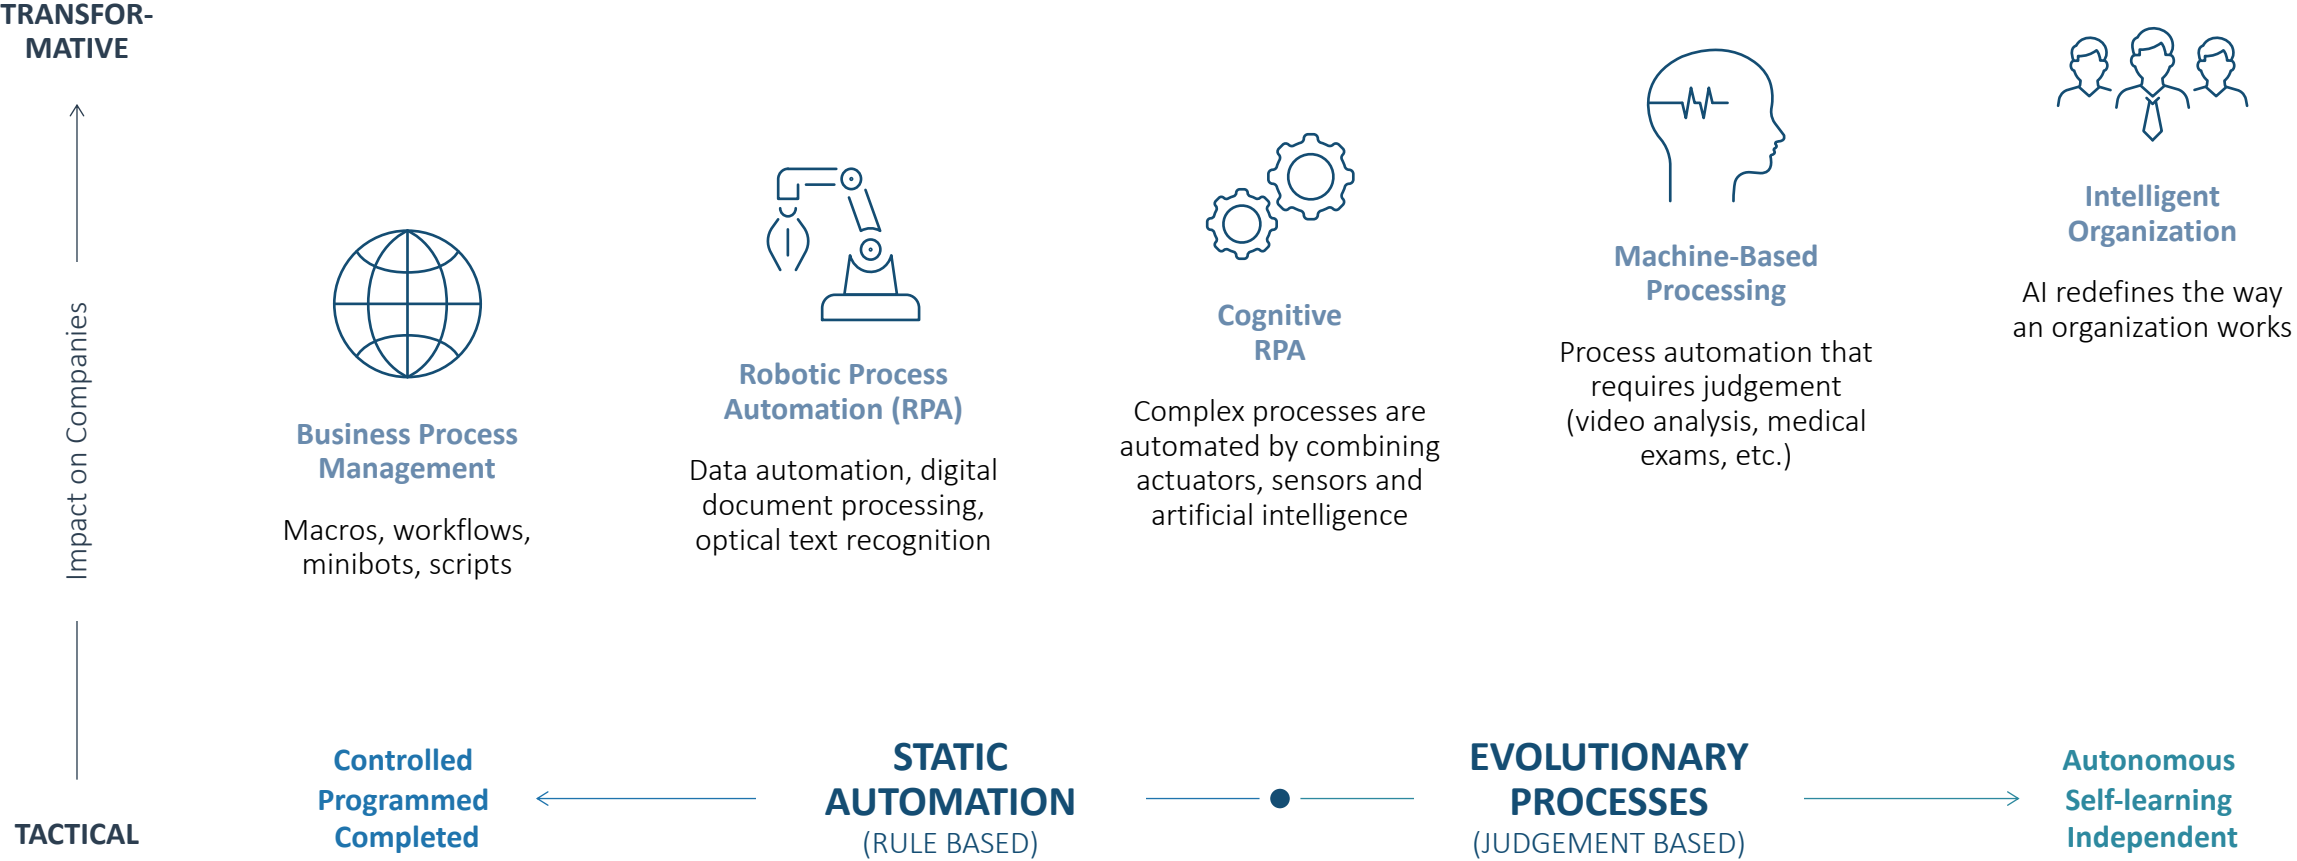 TRANSFOR-
MATIVE
Impact on Companies
TACTICAL
Business Process
Management
Macros, workflows,
minibots, scripts
Robotic Process
Automation (RPA)
Data automation, digital
document processing,
optical text recognition
Cognitive
RPA
Complex processes are
automated by combining
actuators, sensors and
artificial intelligence
Machine-Based
Processing
Process automation that
requires judgement
(video analysis, medical
exams, etc.)
Intelligent
Organization
AI redefines the way
an organization works
Controlled
Programmed
Completed
STATIC
AUTOMATION
(RULE BASED)
EVOLUTIONARY
PROCESSES
(JUDGEMENT BASED)
Autonomous
Self-learning
Independent